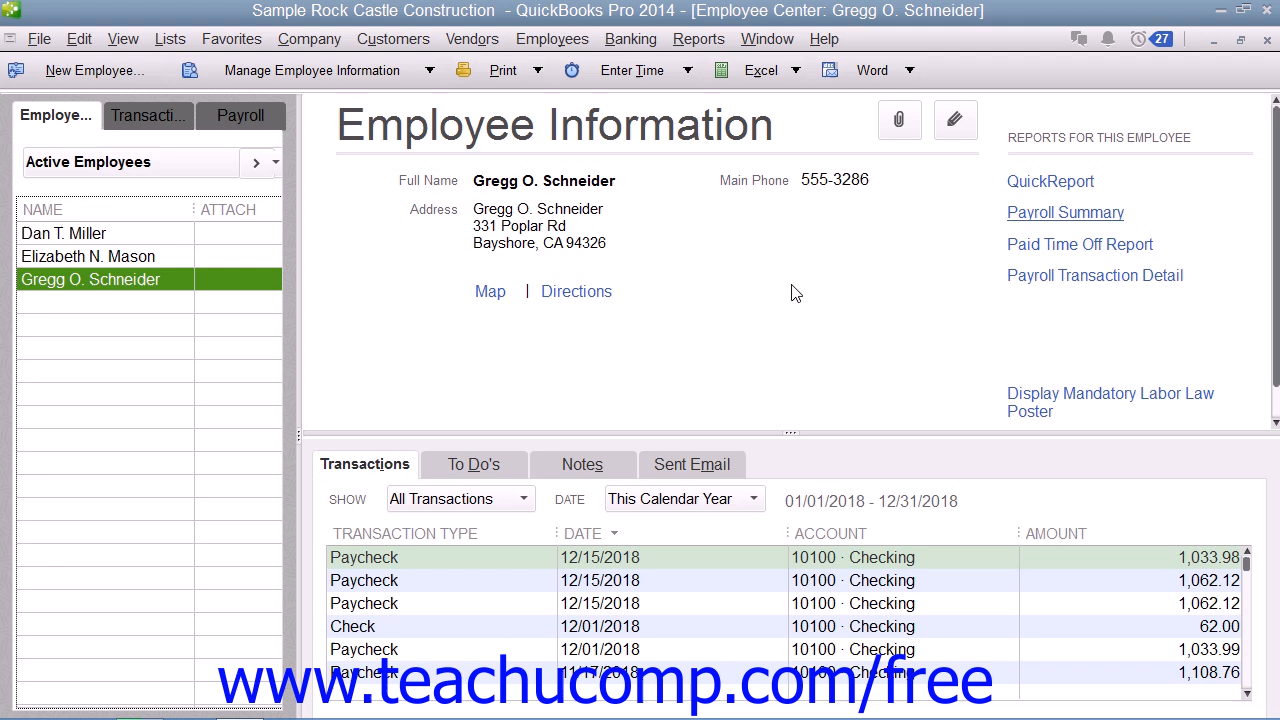 Sample Rock Castle Construction - QuickBooks Pro 2014 - [Employee Center: Gregg O. Schneider]
File Edit View Lists Favorites Company Customers Vendors Employees Banking Reports Window Help 27
New Employee... Manage Employee Information Print Enter Time Excel Word
Employe... Transacti... Payroll
Active Employees
NAME ATTACH
Dan T. Miller
Elizabeth N. Mason
Gregg O. Schneider
Employee Information
Full Name Gregg O. Schneider
Main Phone 555-3286
Address Gregg O. Schneider
331 Poplar Rd
Bayshore, CA 94326
Map | Directions
REPORTS FOR THIS EMPLOYEE
QuickReport
Payroll Summary
Paid Time Off Report
Payroll Transaction Detail
Display Mandatory Labor Law
Poster
Transactions To Do's Notes Sent Email
SHOW All Transactions DATE This Calendar Year 01/01/2018 - 12/31/2018
TRANSACTION TYPE DATE ACCOUNT AMOUNT
Paycheck 12/15/2018 10100 · Checking 1,033.98
Paycheck 12/15/2018 10100 · Checking 1,062.12
Paycheck 12/15/2018 10100 · Checking 1,062.12
Check 12/01/2018 10100 · Checking 62.00
Paycheck 12/01/2018 10100 · Checking 1,033.99
Paycheck 11/17/2018 10100 · Checking 1,108.76
www.teachucomp.com/free